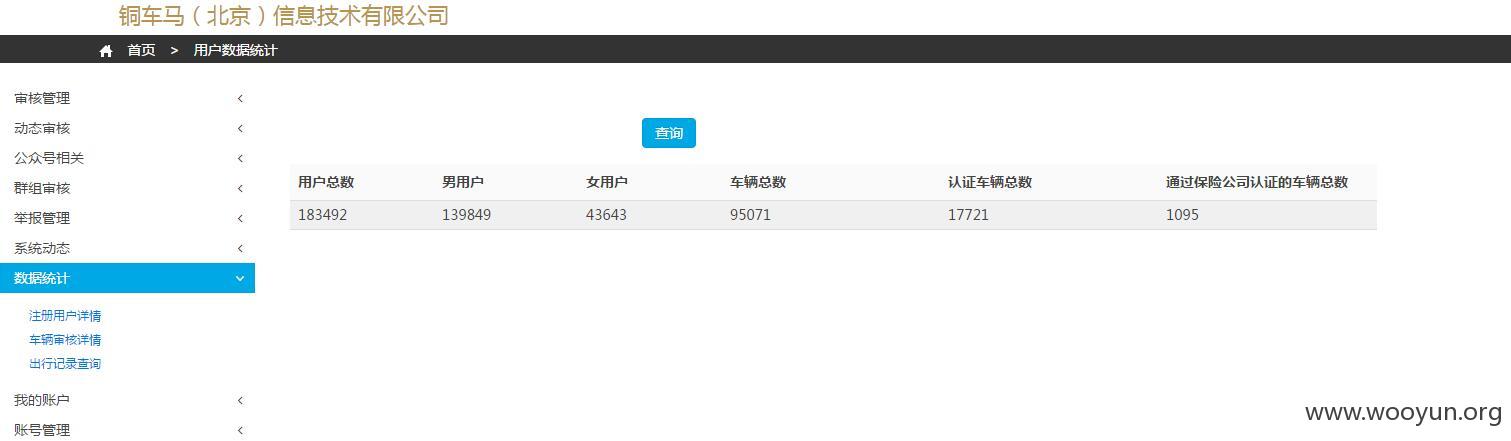 铜车马（北京）信息技术有限公司
首页 > 用户数据统计
审核管理
动态审核
公众号相关
群组审核
举报管理
系统动态
数据统计
注册用户详情
车辆审核详情
出行记录查询
我的账户
账号管理
查询
用户总数 男用户 女用户 车辆总数 认证车辆总数 通过保险公司认证的车辆总数
183492 139849 43643 95071 17721 1095
www.wooyun.org